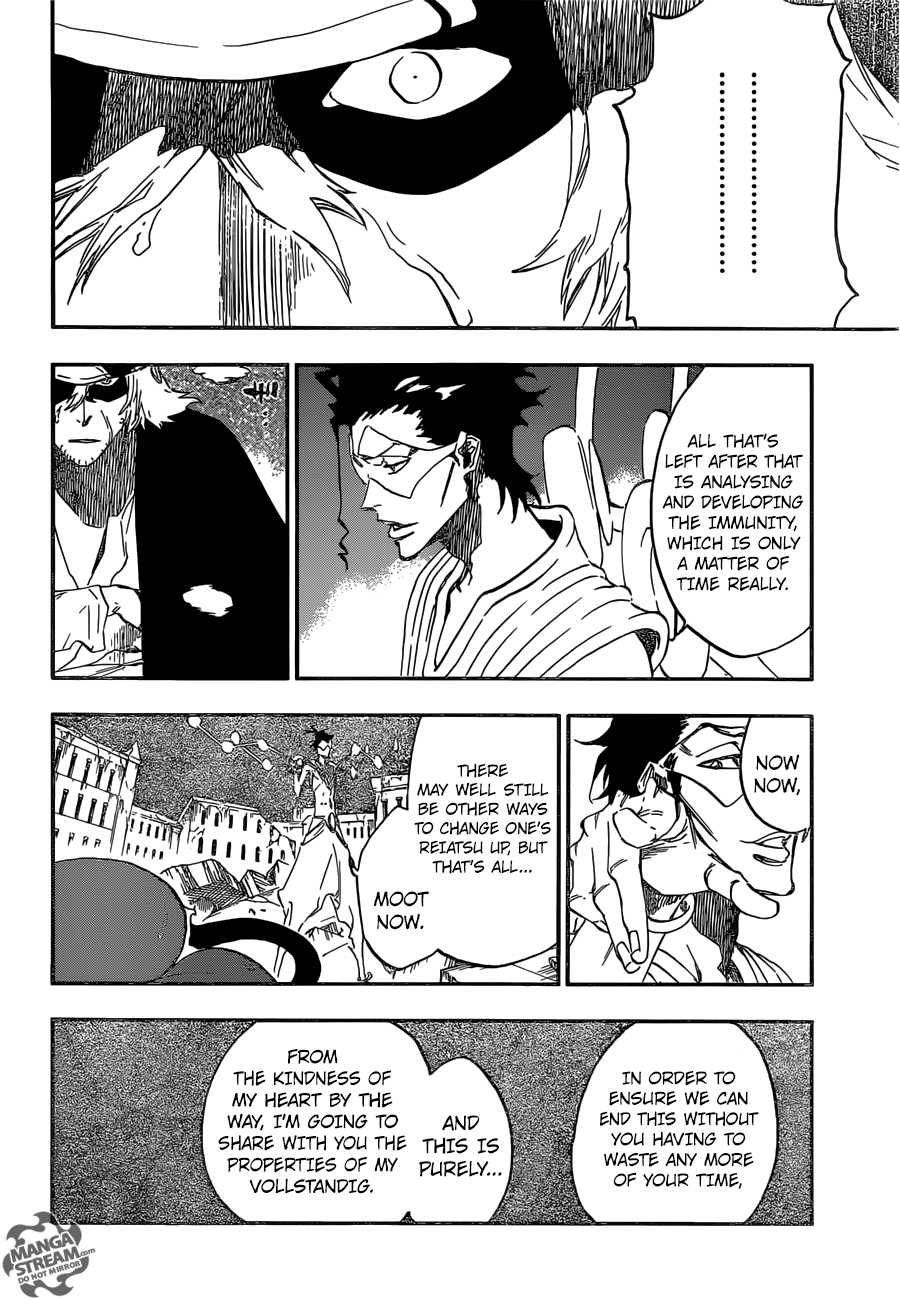 ALL THAT'S
LEFT AFTER THAT
IS ANALYSING
AND DEVELOPING
THE IMMUNITY,
WHICH IS ONLY
A MATTER OF
TIME REALLY.
NOW
NOW,
THERE
MAY WELL STILL
BE OTHER WAYS
TO CHANGE ONE'S
REIATSU UP, BUT
THAT'S ALL...
MOOT
NOW.
IN ORDER TO
ENSURE WE CAN
END THIS WITHOUT
YOU HAVING TO
WASTE ANY MORE
OF YOUR TIME,
AND
THIS IS
PURELY...
FROM
THE KINDNESS OF
MY HEART BY THE
WAY, I'M GOING TO
SHARE WITH YOU THE
PROPERTIES OF MY
VOLLSTANDIG.
MANGA
STREAM.com
DO NOT MIRROR!